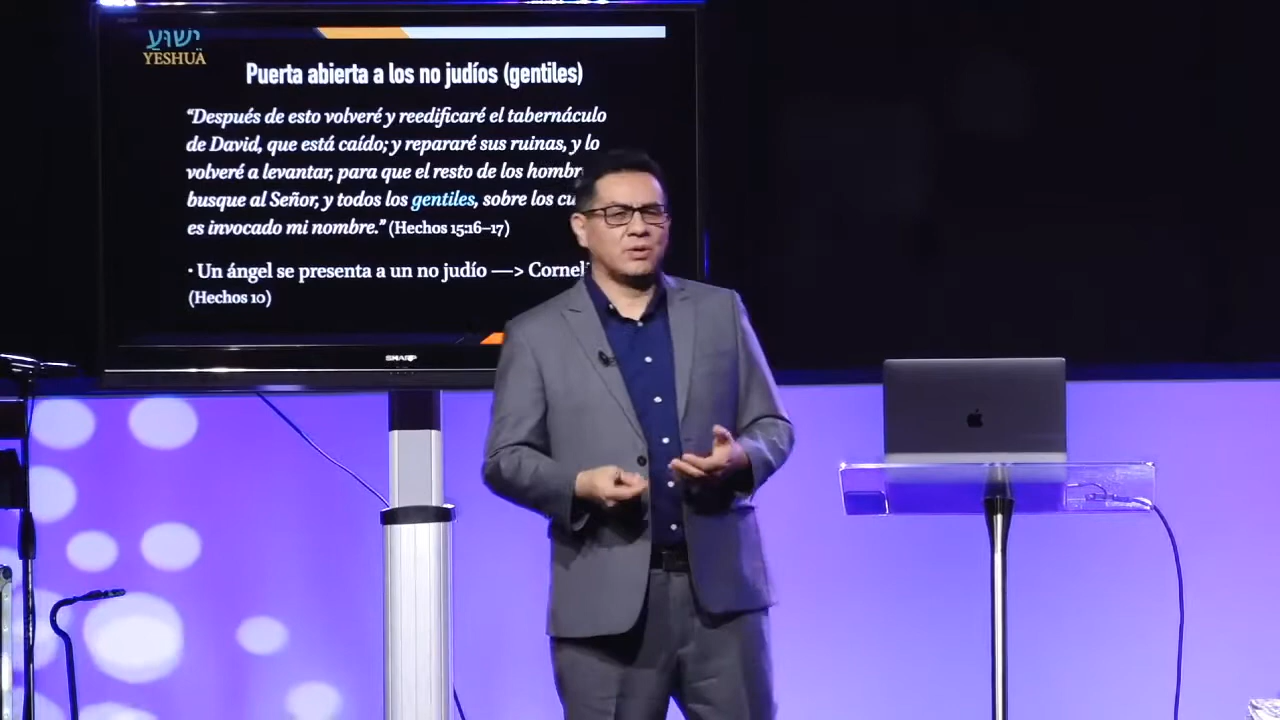 ישוע
YESHUÄ
Puerta abierta a los no judíos (gentiles)
“Después de esto volveré y reedificaré el tabernáculo
de David, que está caído; y repararé sus ruinas, y lo
volveré a levantar, para que el resto de los
busque al Señor, y todos los gentiles, sobre los
es invocado mi nombre.” (Hechos 15:16–17)
· Un ángel se presenta a un no judío —>
(Hechos 10)
SHARP